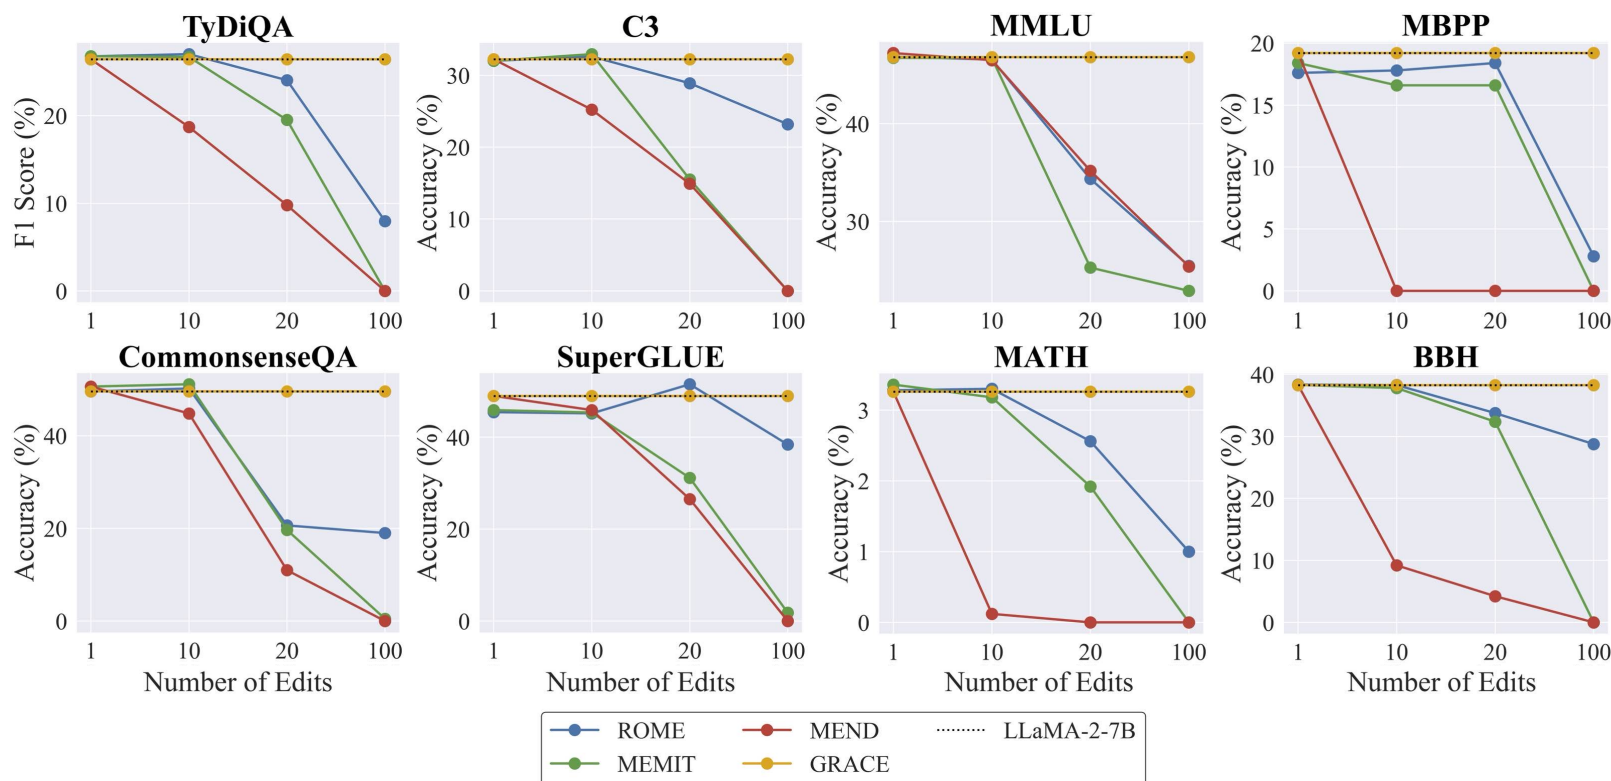 TyDiQA
C3
MMLU
MBPP
F1 Score (%)
20
10
0
1
10
20
100
Accuracy (%)
30
20
10
0
1
10
20
100
Accuracy (%)
40
30
1
10
20
100
Accuracy (%)
20
15
10
5
0
1
10
20
100
CommonsenseQA
SuperGLUE
MATH
BBH
Accuracy (%)
40
20
0
1
10
20
100
Number of Edits
Accuracy (%)
40
20
0
1
10
20
100
Number of Edits
Accuracy (%)
3
2
1
0
1
10
20
100
Number of Edits
Accuracy (%)
40
30
20
10
0
1
10
20
100
Number of Edits
ROME
MEND
LLaMA-2-7B
MEMIT
GRACE